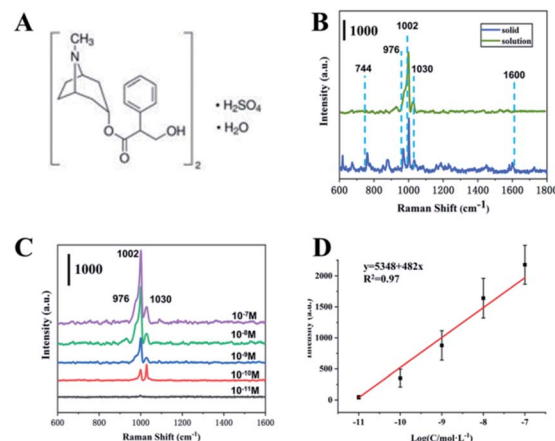 A
CH₃
N
O
O
OH
2
• H₂SO₄
• H₂O
B
1000
1002
solid
solution
976
1030
744
1600
Intensity (a.u.)
600 800 1000 1200 1400 1600 1800
Raman Shift (cm⁻¹)
C
1000
1002
976
1030
10⁻⁷M
10⁻⁸M
10⁻⁹M
10⁻¹⁰M
10⁻¹¹M
Intensity (a.u.)
600 800 1000 1200 1400 1600
Raman Shift (cm⁻¹)
D
y=5348+482x
R²=0.97
2000
1500
1000
500
0
Intensity (a.u.)
-11 -10 -9 -8 -7
Log(C/mol·L⁻¹)